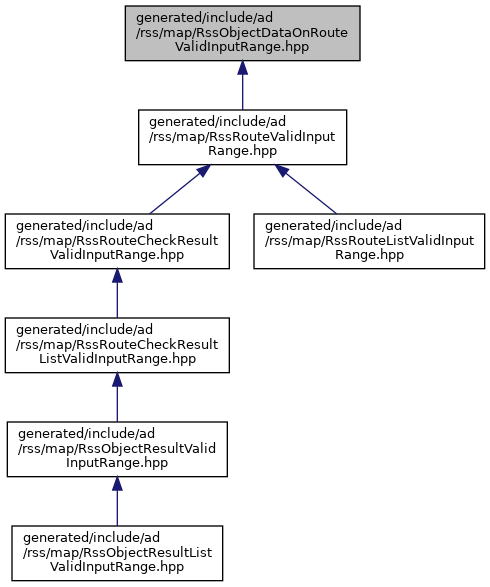 generated/include/ad
/rss/map/RssObjectDataOnRoute
ValidInputRange.hpp
generated/include/ad
/rss/map/RssRouteValidInput
Range.hpp
generated/include/ad
/rss/map/RssRouteCheckResult
ValidInputRange.hpp
generated/include/ad
/rss/map/RssRouteListValidInput
Range.hpp
generated/include/ad
/rss/map/RssRouteCheckResult
ListValidInputRange.hpp
generated/include/ad
/rss/map/RssObjectResultValid
InputRange.hpp
generated/include/ad
/rss/map/RssObjectResultList
ValidInputRange.hpp